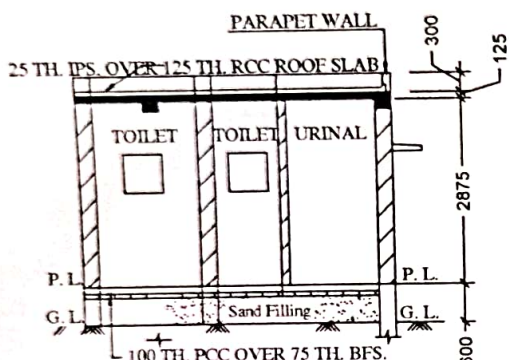 PARAPET WALL
25 TH. IPS. OVER 125 TH. RCC ROOF SLAB
300
125
TOILET TOILET URINAL
2875
P. L. P. L.
G. L. Sand Filling G. L.
100 TH. PCC OVER 75 TH. BFS.